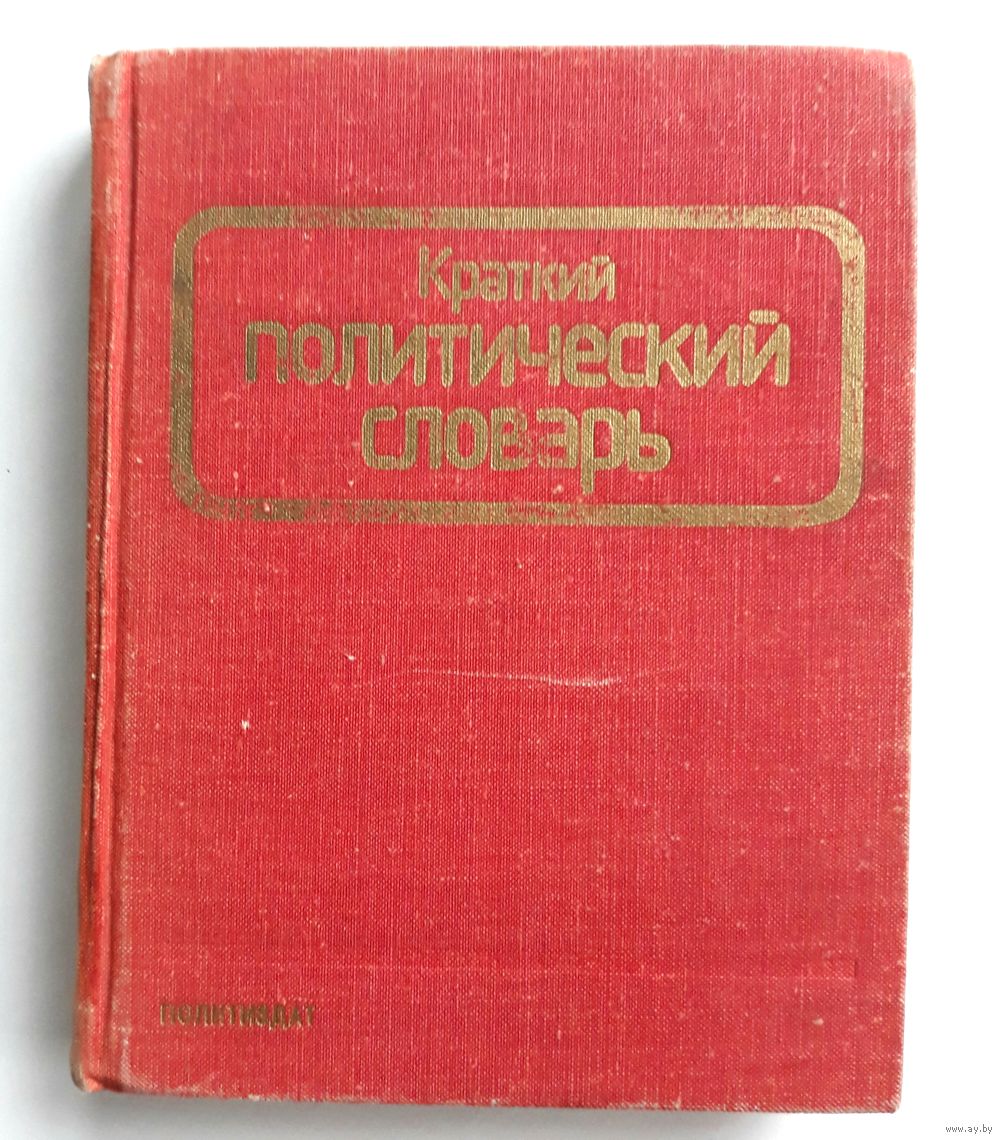 Краткий
политический
словарь
ПОЛИТИЗДАТ
www.ay.by